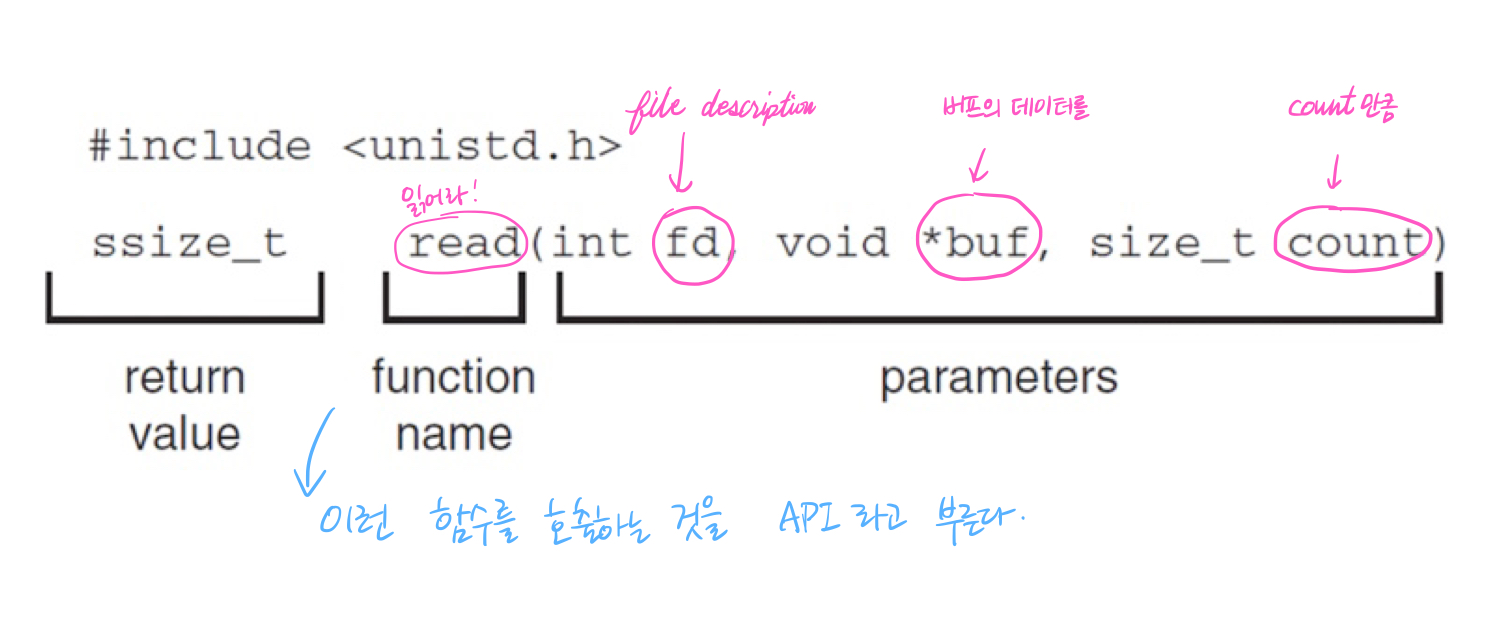 file description
버프의 데이터를
count 만큼
#include <unistd.h>
읽어라!
ssize_t read(int fd, void *buf, size_t count)
return value
function name
parameters
이런 함수를 호출하는 것을 API 라고 부른다.